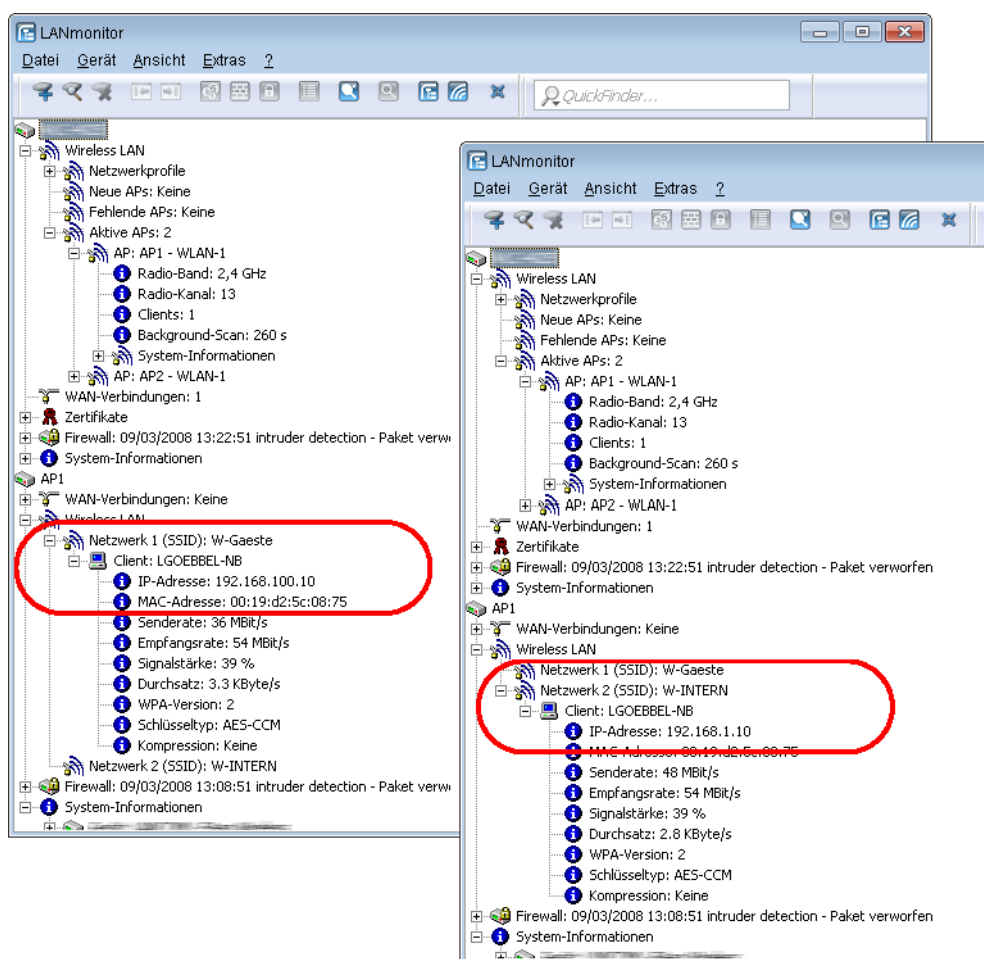 LANmonitor
Datei Gerät Ansicht Extras ?
QuickFinder...
Wireless LAN
Netzwerkprofile
Neue APs: Keine
Fehlende APs: Keine
Aktive APs: 2
AP: AP1 - WLAN-1
Radio-Band: 2,4 GHz
Radio-Kanal: 13
Clients: 1
Background-Scan: 260 s
System-Informationen
AP: AP2 - WLAN-1
WAN-Verbindungen: 1
Zertifikate
Firewall: 09/03/2008 13:22:51 intruder detection - Paket verw
System-Informationen
AP1
WAN-Verbindungen: Keine
Wireless LAN
Netzwerk 1 (SSID): W-Gaeste
Client: LGOEBBEL-NB
IP-Adresse: 192.168.100.10
MAC-Adresse: 00:19:d2:5c:08:75
Senderate: 36 MBit/s
Empfangsrate: 54 MBit/s
Signalstärke: 39 %
Durchsatz: 3.3 KByte/s
WPA-Version: 2
Schlüsseltyp: AES-CCM
Kompression: Keine
Netzwerk 2 (SSID): W-INTERN
Firewall: 09/03/2008 13:08:51 intruder detection - Paket verw
System-Informationen
LANmonitor
Datei Gerät Ansicht Extras ?
Wireless LAN
Netzwerkprofile
Neue APs: Keine
Fehlende APs: Keine
Aktive APs: 2
AP: AP1 - WLAN-1
Radio-Band: 2,4 GHz
Radio-Kanal: 13
Clients: 1
Background-Scan: 260 s
System-Informationen
AP: AP2 - WLAN-1
WAN-Verbindungen: 1
Zertifikate
Firewall: 09/03/2008 13:22:51 intruder detection - Paket verworfen
System-Informationen
AP1
WAN-Verbindungen: Keine
Wireless LAN
Netzwerk 1 (SSID): W-Gaeste
Netzwerk 2 (SSID): W-INTERN
Client: LGOEBBEL-NB
IP-Adresse: 192.168.1.10
MAC-Adresse: 00:19:d2:5c:08:75
Senderate: 48 MBit/s
Empfangsrate: 54 MBit/s
Signalstärke: 39 %
Durchsatz: 2.8 KByte/s
WPA-Version: 2
Schlüsseltyp: AES-CCM
Kompression: Keine
Firewall: 09/03/2008 13:08:51 intruder detection - Paket verworfen
System-Informationen